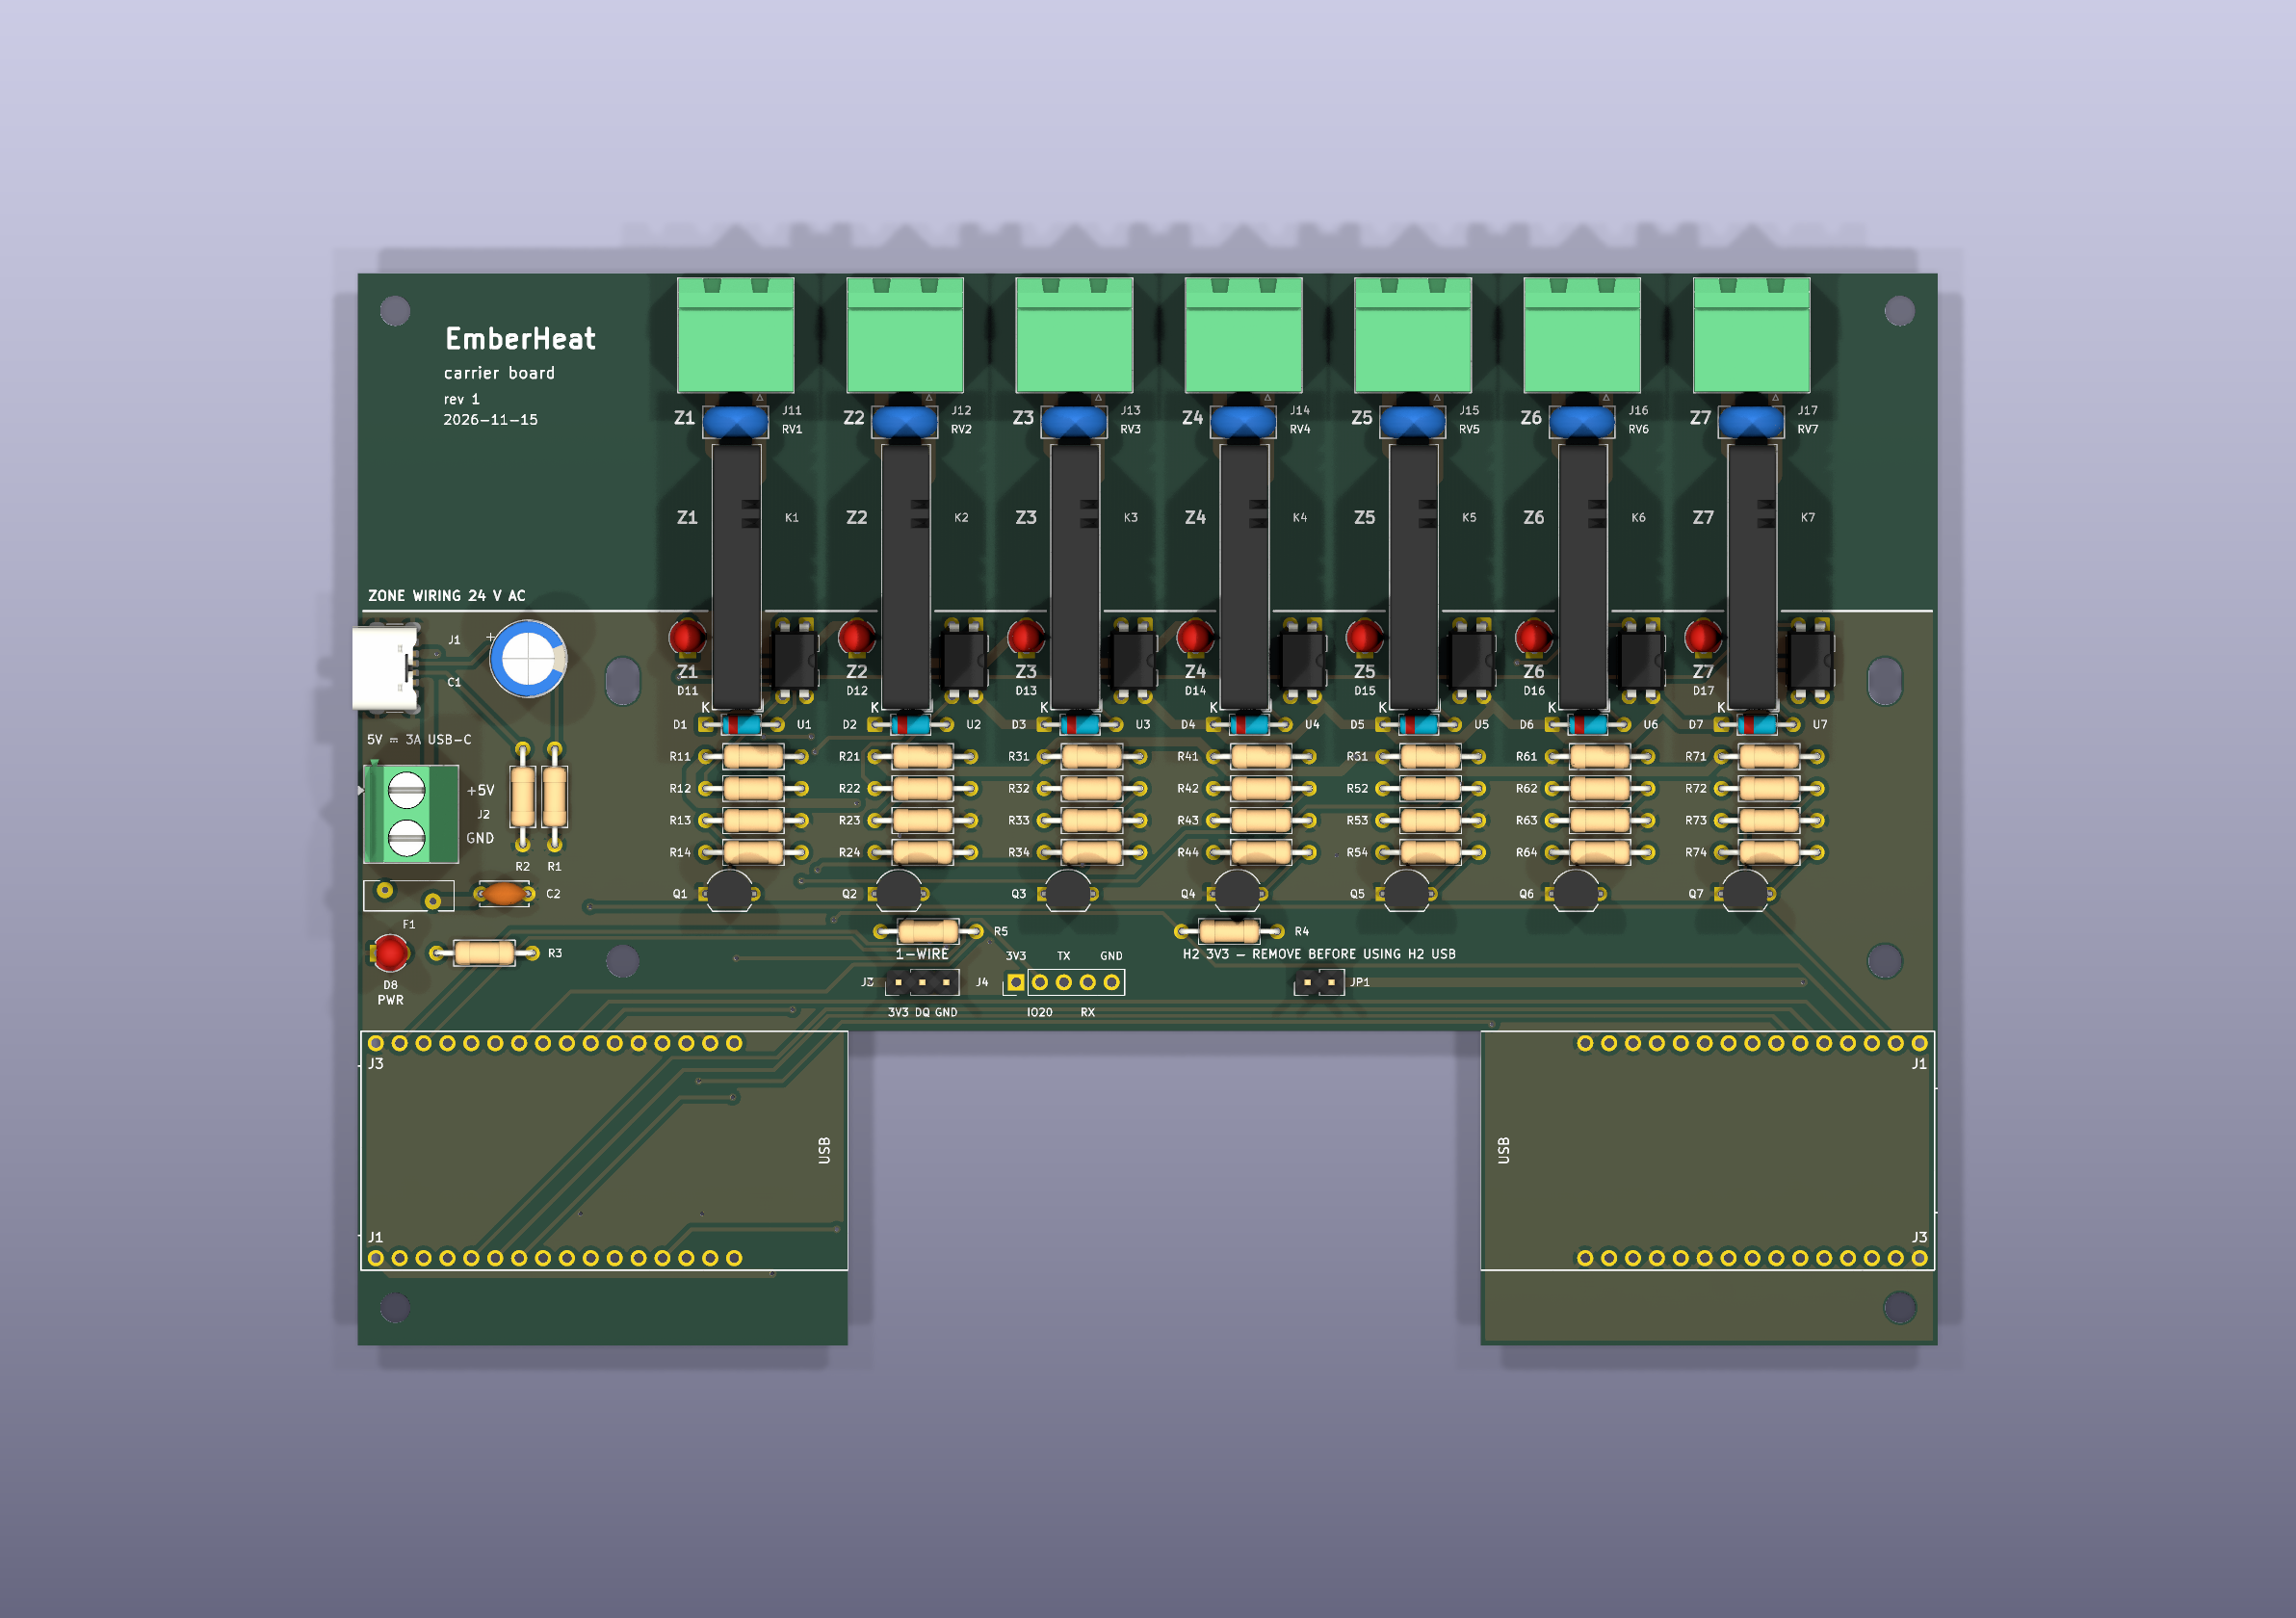 EmberHeat
carrier board
rev 1
2026-11-15
Z1 J11 RV1
Z2 J12 RV2
Z3 J13 RV3
Z4 J14 RV4
Z5 J15 RV5
Z6 J16 RV6
Z7 J17 RV7
Z1 K1 Z2 K2 Z3 K3 Z4 K4 Z5 K5 Z6 K6 Z7 K7
ZONE WIRING 24 V AC
J1
+
C1
Z1 Z2 Z3 Z4 Z5 Z6 Z7
D11 D12 D13 D14 D15 D16 D17
K K K K K K K
D1 U1 D2 U2 D3 U3 D4 U4 D5 U5 D6 U6 D7 U7
5V ⎓ 3A USB-C
R11 R21 R31 R41 R51 R61 R71
+5V
R12 R22 R32 R42 R52 R62 R72
J2
R13 R23 R33 R43 R53 R63 R73
GND
R14 R24 R34 R44 R54 R64 R74
R2 R1
C2
Q1 Q2 Q3 Q4 Q5 Q6 Q7
F1
R5 R4
R3
1-WIRE
3V3 TX GND
H2 3V3 – REMOVE BEFORE USING H2 USB
D8
PWR
J3 J4 JP1
3V3 DQ GND
IO20 RX
J3
J1
USB
USB
J1
J3